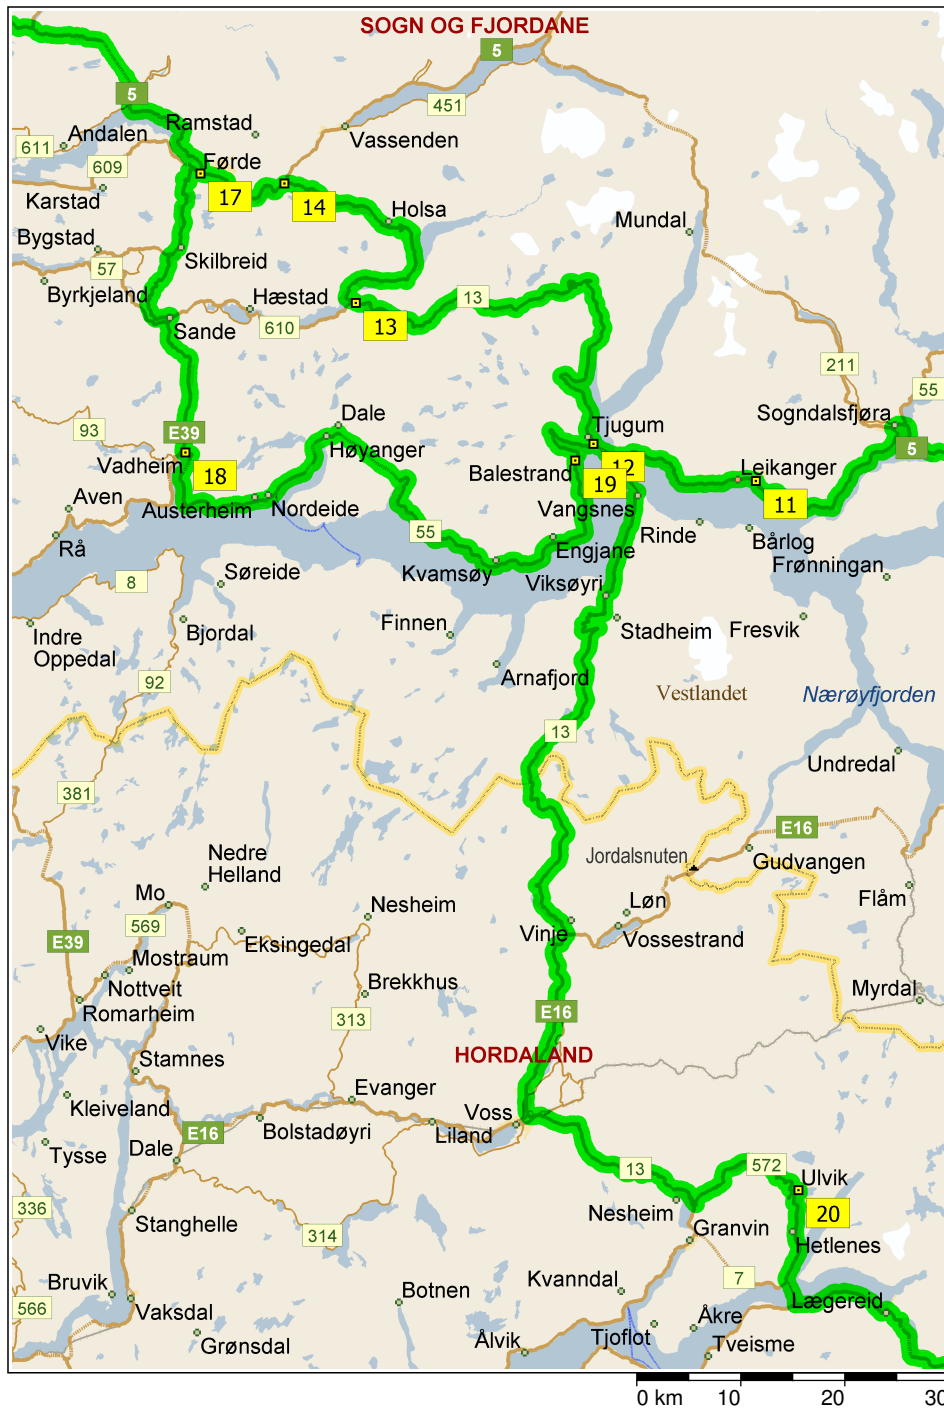 SOGN OG FJORDANE
5
5
451
Ramstad
Andalen
Vassenden
611
609
Førde
17
14
Karstad
Holsa
Mundal
Bygstad
Skilbreid
57
Byrkjeland
Hæstad
13
610
13
Sande
211
55
Dale
Sogndalsfjøra
93
E39
Tjugum
Høyanger
5
Vadheim
18
Balestrand
12
Leikanger
19
11
Aven
Austerheim
Nordeide
Vangsnes
Rinde
Bårlog
Rå
55
Engjane
Frønningan
Kvamsøy
8
Søreide
Viksøyri
Finnen
Stadheim
Fresvik
Indre
Oppedal
Bjordal
92
Arnafjord
Vestlandet
Nærøyfjorden
13
Undredal
381
E16
Nedre
Helland
Jordalsnuten
Gudvangen
Mo
Flåm
Nesheim
Løn
569
Vinje
Vossestrand
E39
Eksingedal
Mostraum
Nottveit
Brekkhus
Myrdal
Romarheim
313
E16
Vike
Stamnes
HORDALAND
Kleiveland
Evanger
Voss
E16
Bolstadøyri
Liland
Tysse
Dale
13
572
Ulvik
336
Stanghelle
Nesheim
20
314
Granvin
Hetlenes
7
Bruvik
Kvanndal
Botnen
566
Vaksdal
Lægereid
Åkre
Tjoflot
Grønsdal
Ålvik
Tveisme
0 km 10 20 30